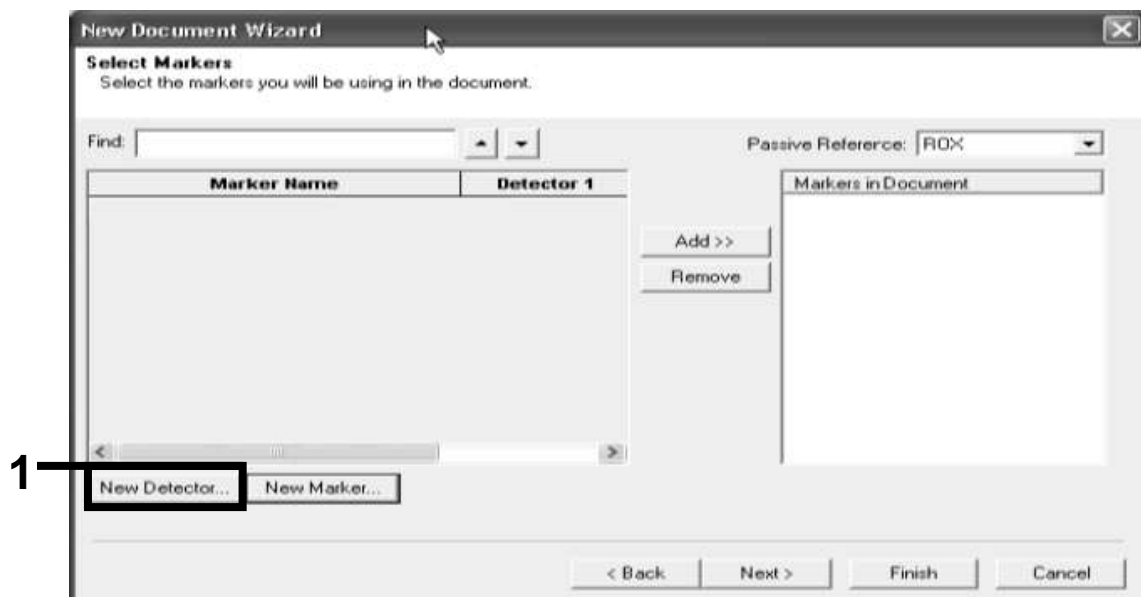 New Document Wizard
Select Markers
Select the markers you will be using in the document.
Find:
Passive Reference: ROX
Marker Name Detector 1
Markers in Document
Add >>
Remove
1
New Detector... New Marker...
< Back Next > Finish Cancel